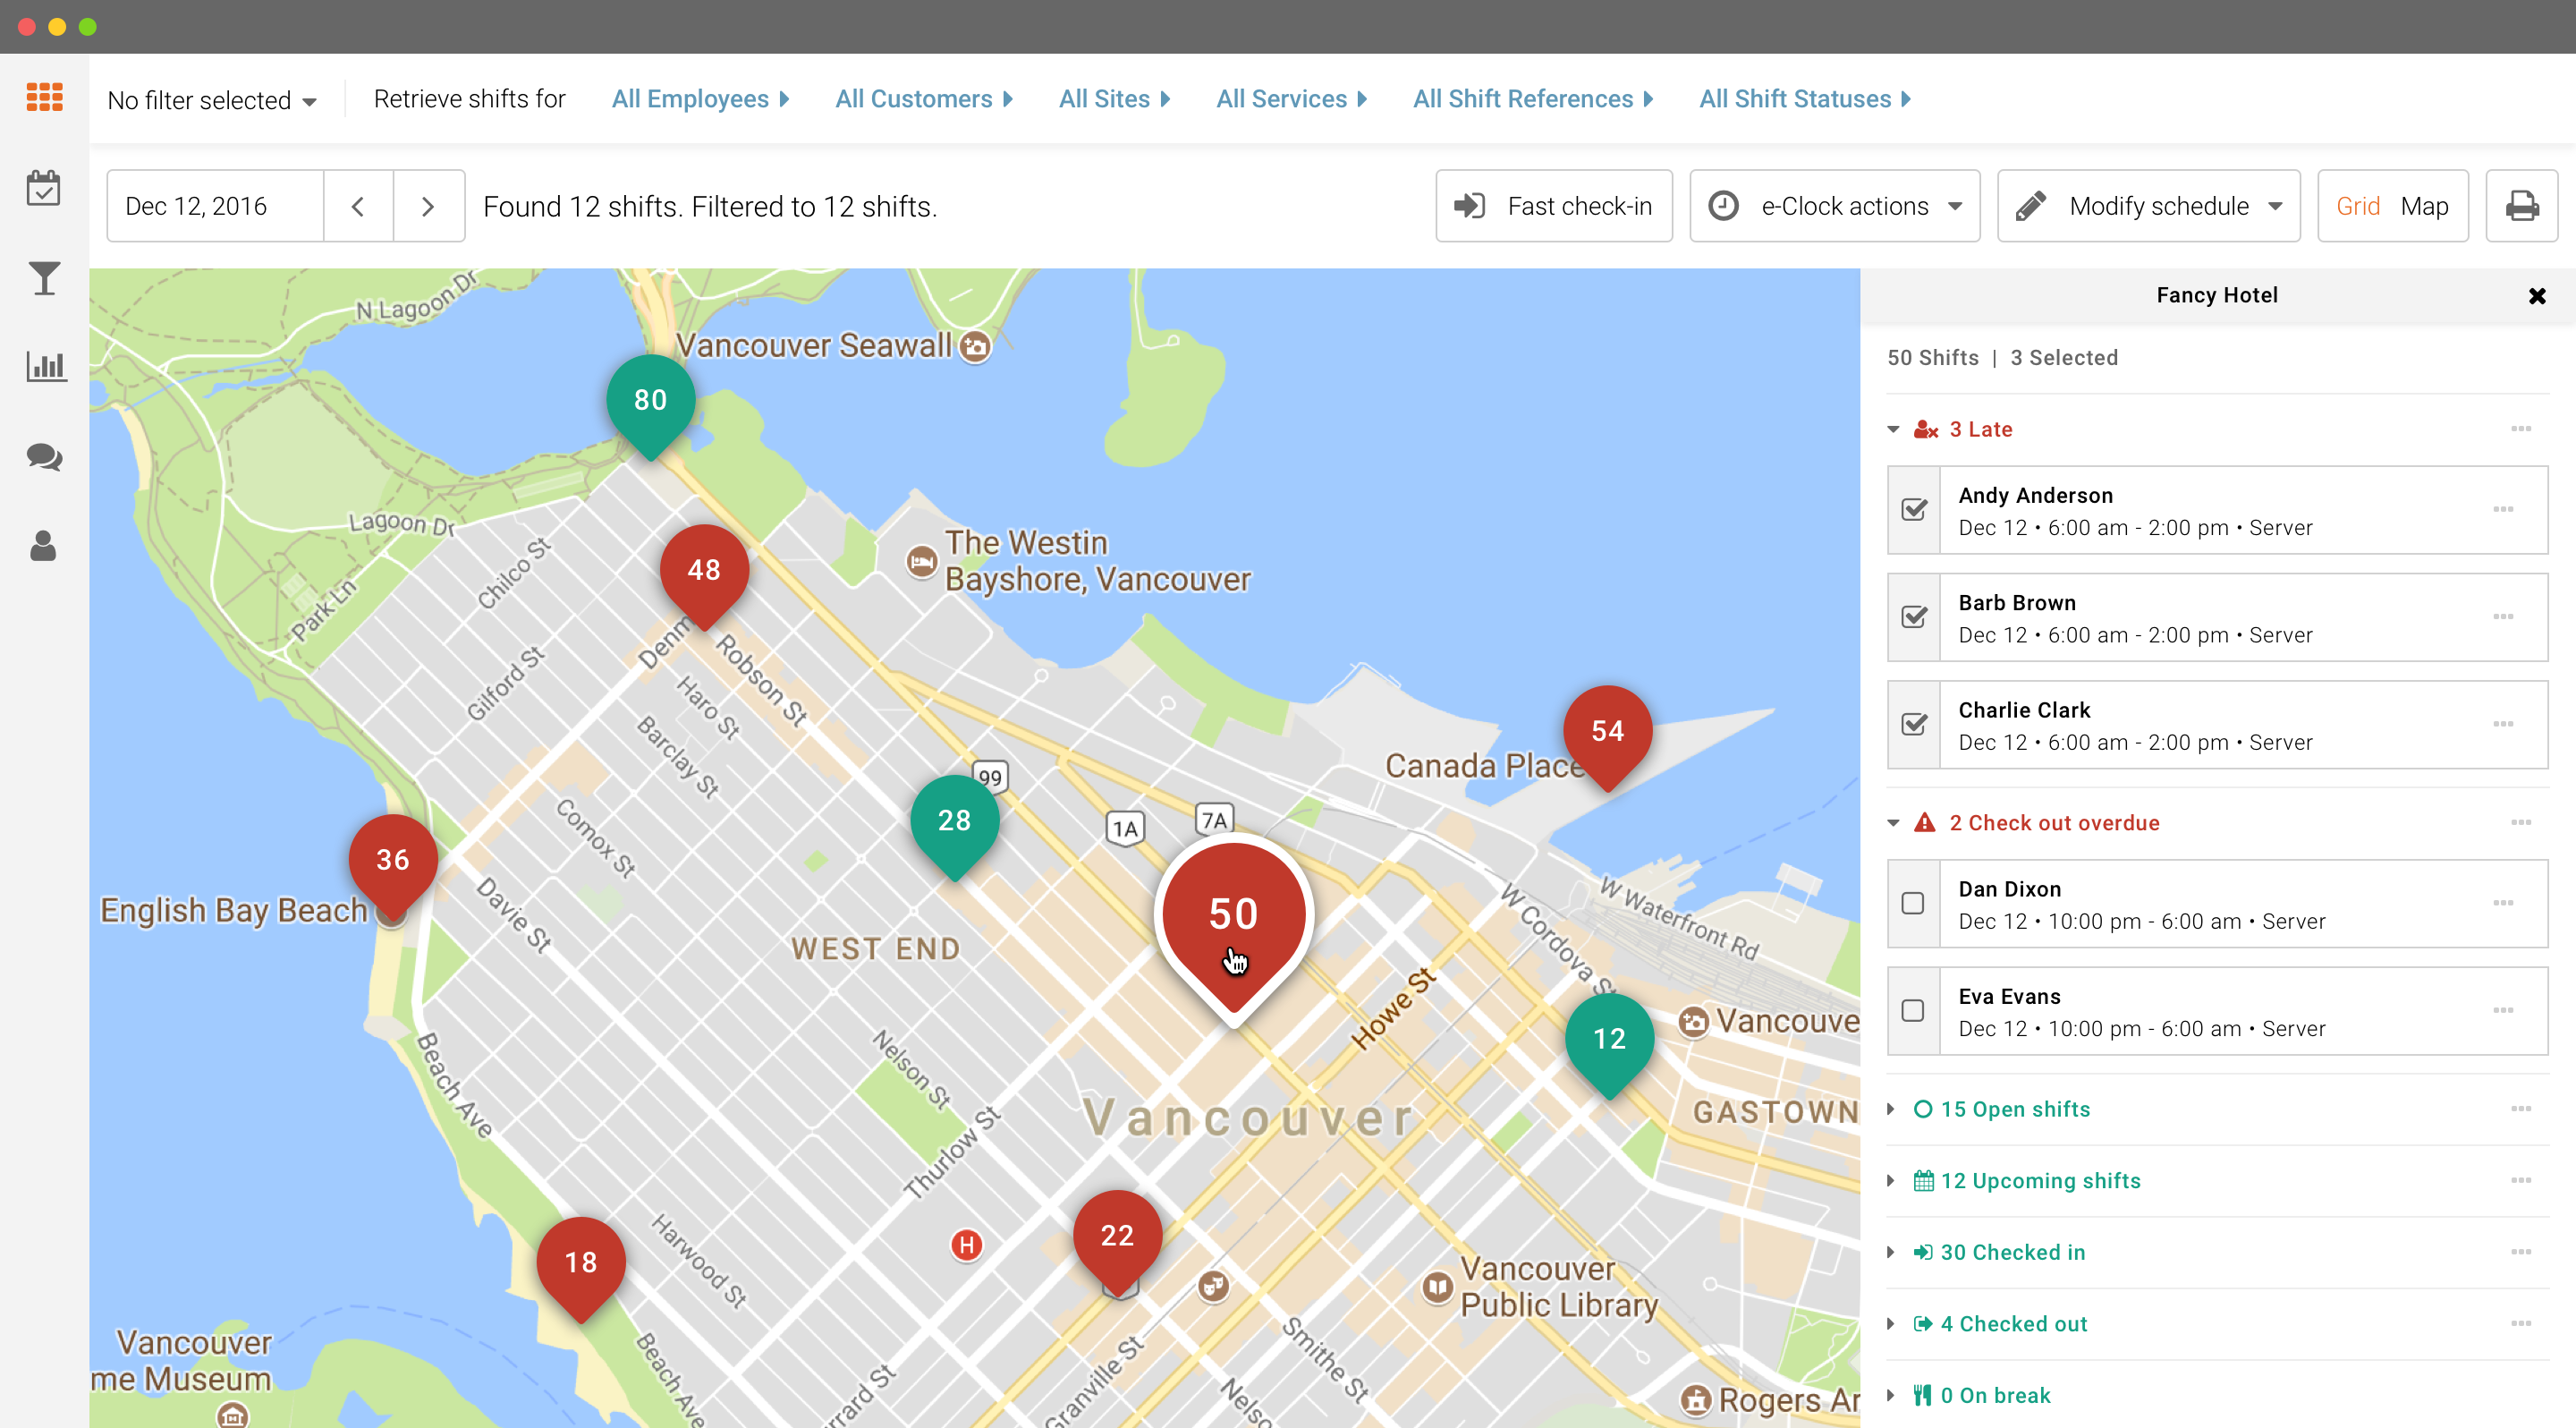 No filter selected
Retrieve shifts for
All Employees
All Customers
All Sites
All Services
All Shift References
All Shift Statuses
Dec 12, 2016
Found 12 shifts. Filtered to 12 shifts.
Fast check-in
e-Clock actions
Modify schedule
Grid
Map
N Lagoon Dr
Vancouver Seawall
80
Lagoon Dr
Chilco St
48
The Westin
Bayshore, Vancouver
Park Ln
Gilford St
Denm
Robson St
Haro St
Barclay St
54
Canada Place
99
28
1A
7A
36
Comox St
English Bay Beach
Davie St
WEST END
50
W Cordova St
W Waterfront Rd
Howe St
12
Vancouve
Beach Ave
Nelson St
Vancouver
GASTOWN
Thurlow St
18
Harwood St
H
22
Vancouver
Public Library
Vancouver
me Museum
Beach Ave
rrard St
Granville St
Nelso
Smithe St
Rogers Ar
Fancy Hotel
50 Shifts | 3 Selected
3 Late
Andy Anderson
Dec 12 • 6:00 am - 2:00 pm • Server
Barb Brown
Dec 12 • 6:00 am - 2:00 pm • Server
Charlie Clark
Dec 12 • 6:00 am - 2:00 pm • Server
2 Check out overdue
Dan Dixon
Dec 12 • 10:00 pm - 6:00 am • Server
Eva Evans
Dec 12 • 10:00 pm - 6:00 am • Server
15 Open shifts
12 Upcoming shifts
30 Checked in
4 Checked out
0 On break